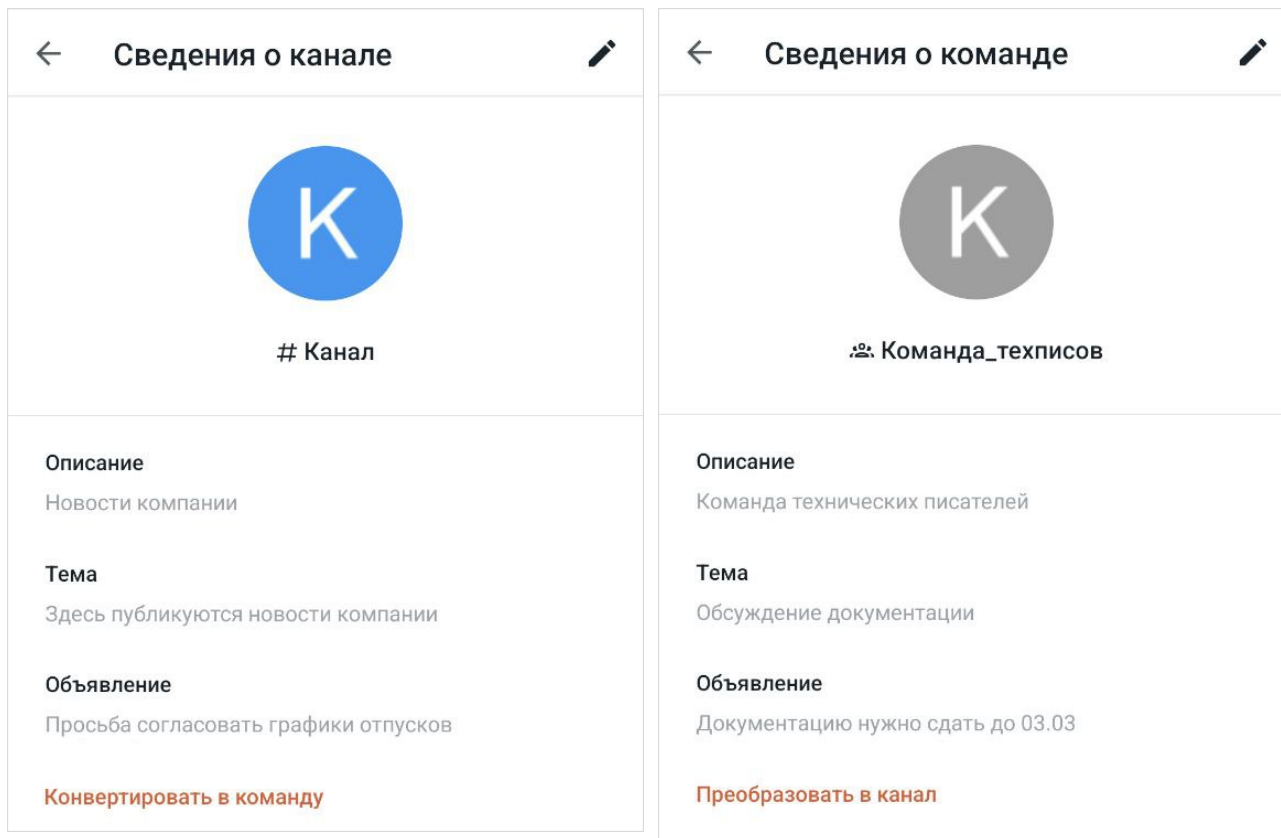 Сведения о канале
K
# Канал
Описание
Новости компании
Тема
Здесь публикуются новости компании
Объявление
Просьба согласовать графики отпусков
Конвертировать в команду
Сведения о команде
K
Команда_техписов
Описание
Команда технических писателей
Тема
Обсуждение документации
Объявление
Документацию нужно сдать до 03.03
Преобразовать в канал